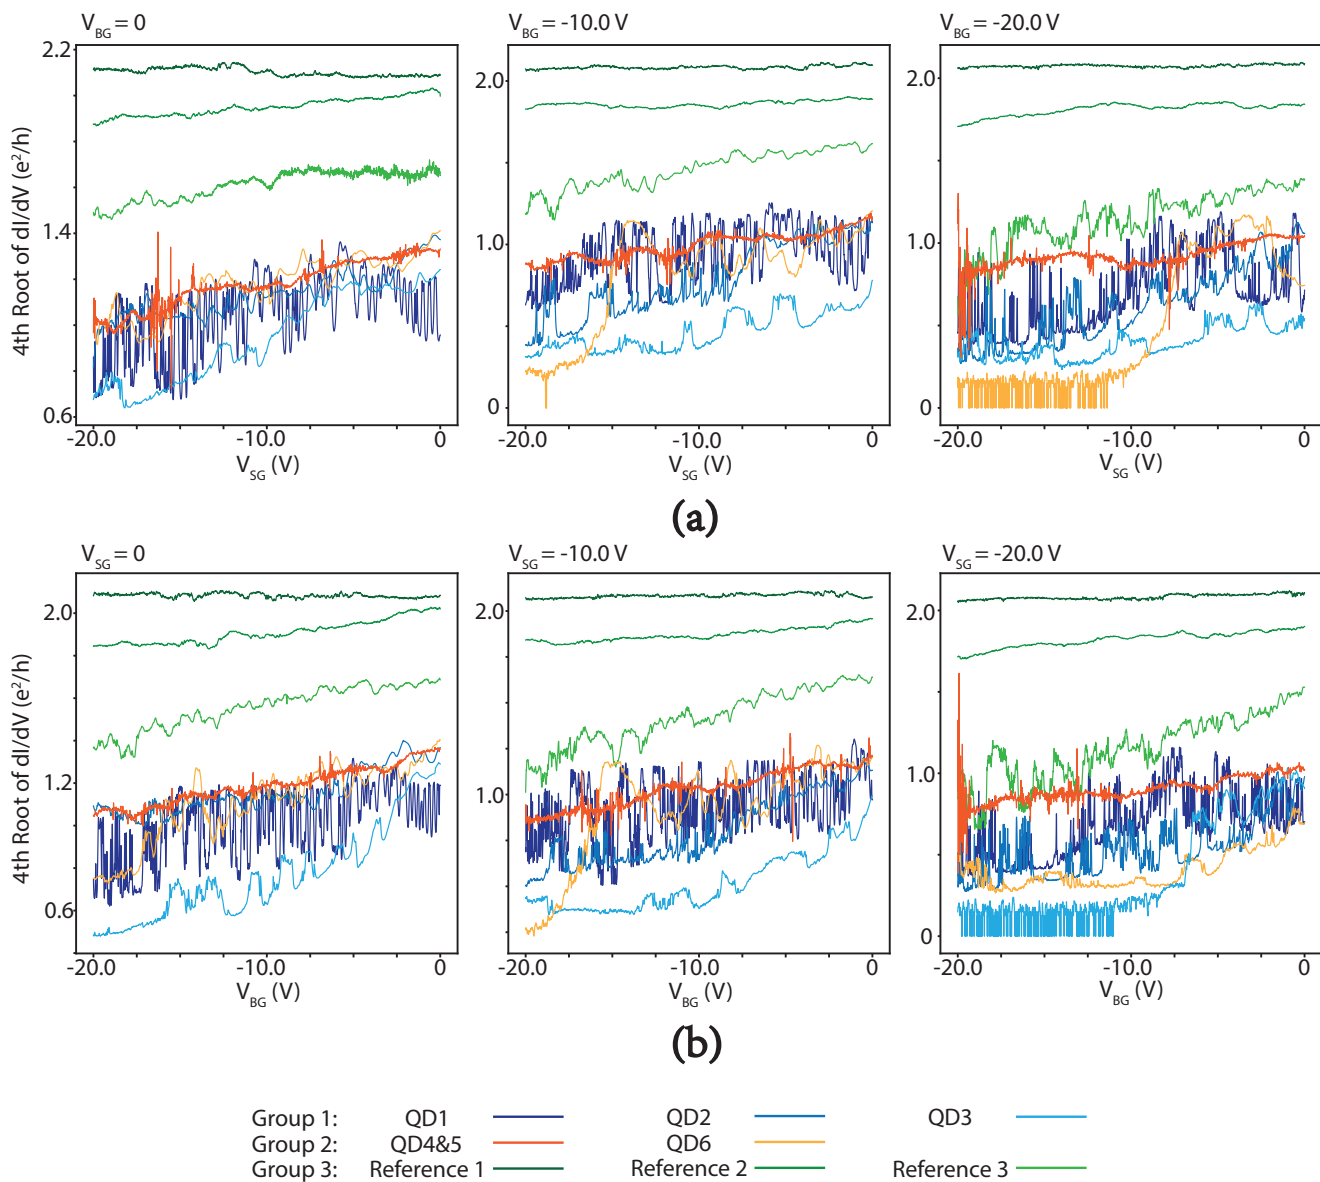 V_BG = 0
V_BG = -10.0 V
V_BG = -20.0 V
4th Root of dI/dV (e²/h)
2.2
1.4
0.6
2.0
1.0
0
2.0
1.0
0
-20.0 -10.0 0
-20.0 -10.0 0
-20.0 -10.0 0
V_SG (V)
V_SG (V)
V_SG (V)
(a)
V_SG = 0
V_SG = -10.0 V
V_SG = -20.0 V
4th Root of dI/dV (e²/h)
2.0
1.2
0.6
2.0
1.0
2.0
1.0
0
-20.0 -10.0 0
-20.0 -10.0 0
-20.0 -10.0 0
V_BG (V)
V_BG (V)
V_BG (V)
(b)
Group 1: QD1 QD2 QD3
Group 2: QD4&5 QD6
Group 3: Reference 1 Reference 2 Reference 3